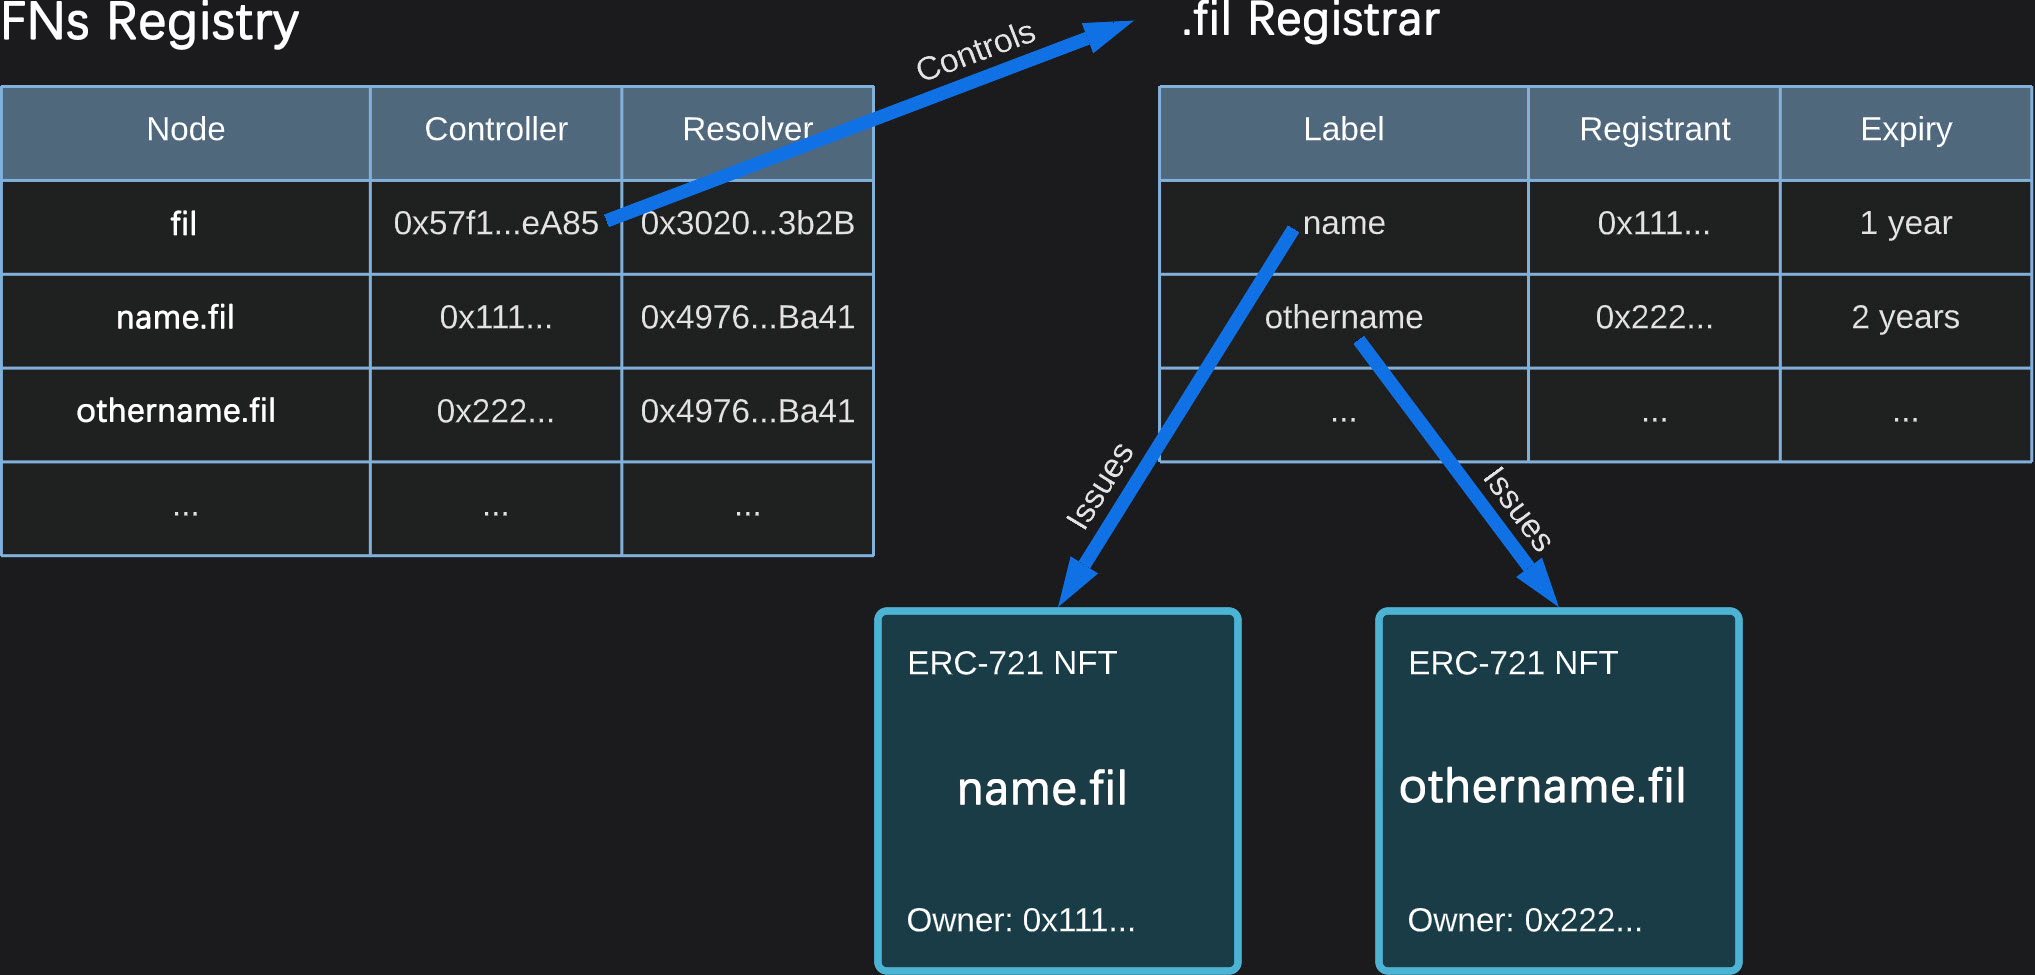 FNs Registry
Node Controller Resolver
fil 0x57f1...eA85 0x3020...3b2B
name.fil 0x111... 0x4976...Ba41
othername.fil 0x222... 0x4976...Ba41
... ... ...
Controls
.fil Registrar
Label Registrant Expiry
name 0x111... 1 year
othername 0x222... 2 years
... ... ...
Issues
Issues
ERC-721 NFT
name.fil
Owner: 0x111...
ERC-721 NFT
othername.fil
Owner: 0x222...